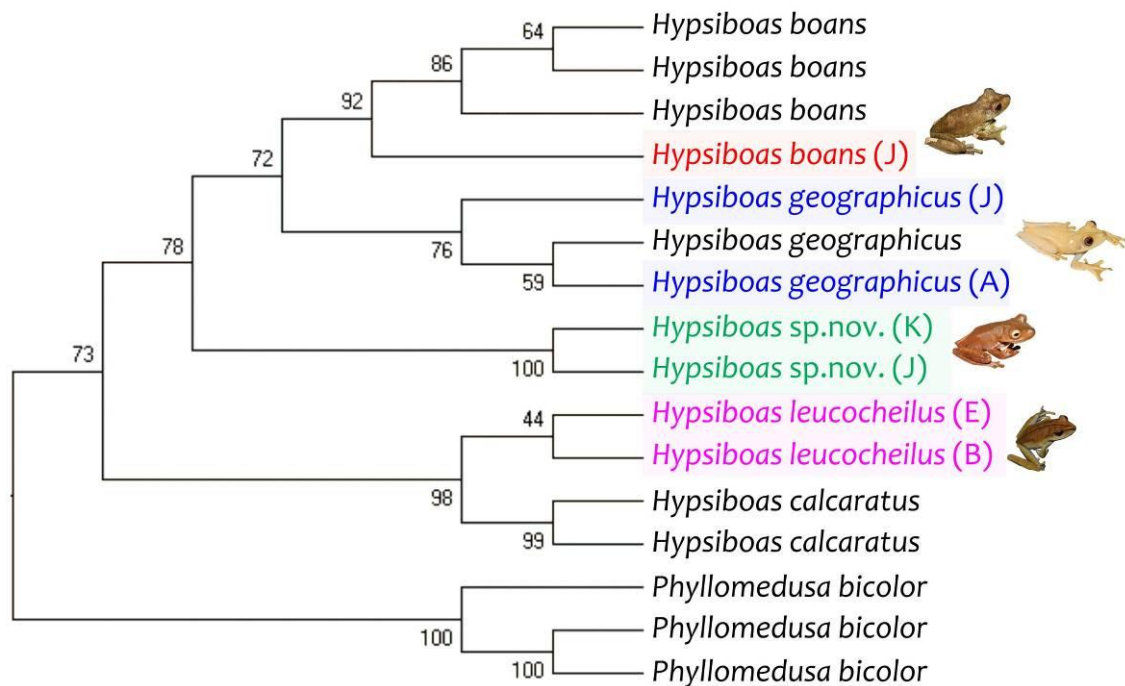 64
Hypsiboas boans
86
Hypsiboas boans
92
Hypsiboas boans
72
Hypsiboas boans (J)
78
Hypsiboas geographicus (J)
76
Hypsiboas geographicus
59
Hypsiboas geographicus (A)
73
Hypsiboas sp.nov. (K)
100
Hypsiboas sp.nov. (J)
44
Hypsiboas leucocheilus (E)
98
Hypsiboas leucocheilus (B)
Hypsiboas calcaratus
99
Hypsiboas calcaratus
Phyllomedusa bicolor
100
Phyllomedusa bicolor
100
Phyllomedusa bicolor